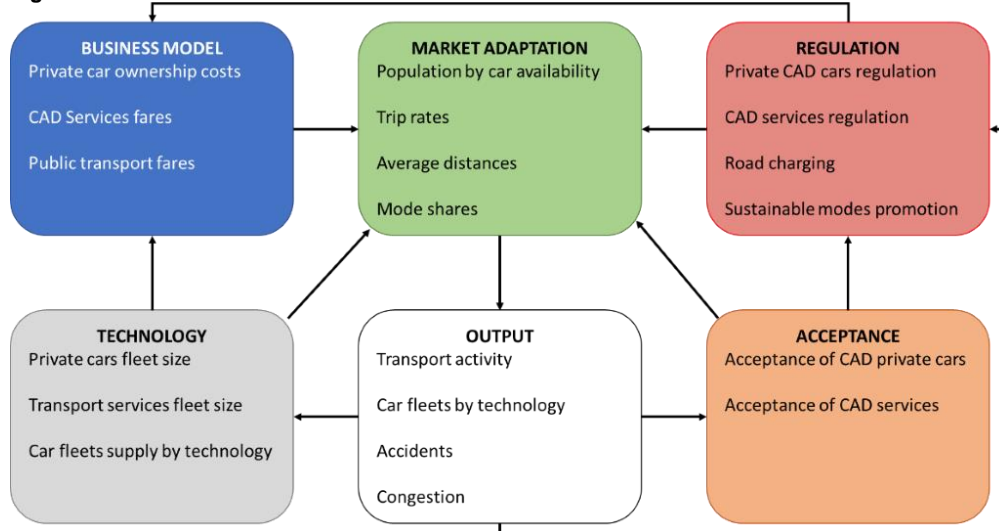 BUSINESS MODEL
Private car ownership costs
CAD Services fares
Public transport fares
MARKET ADAPTATION
Population by car availability
Trip rates
Average distances
Mode shares
REGULATION
Private CAD cars regulation
CAD services regulation
Road charging
Sustainable modes promotion
TECHNOLOGY
Private cars fleet size
Transport services fleet size
Car fleets supply by technology
OUTPUT
Transport activity
Car fleets by technology
Accidents
Congestion
ACCEPTANCE
Acceptance of CAD private cars
Acceptance of CAD services